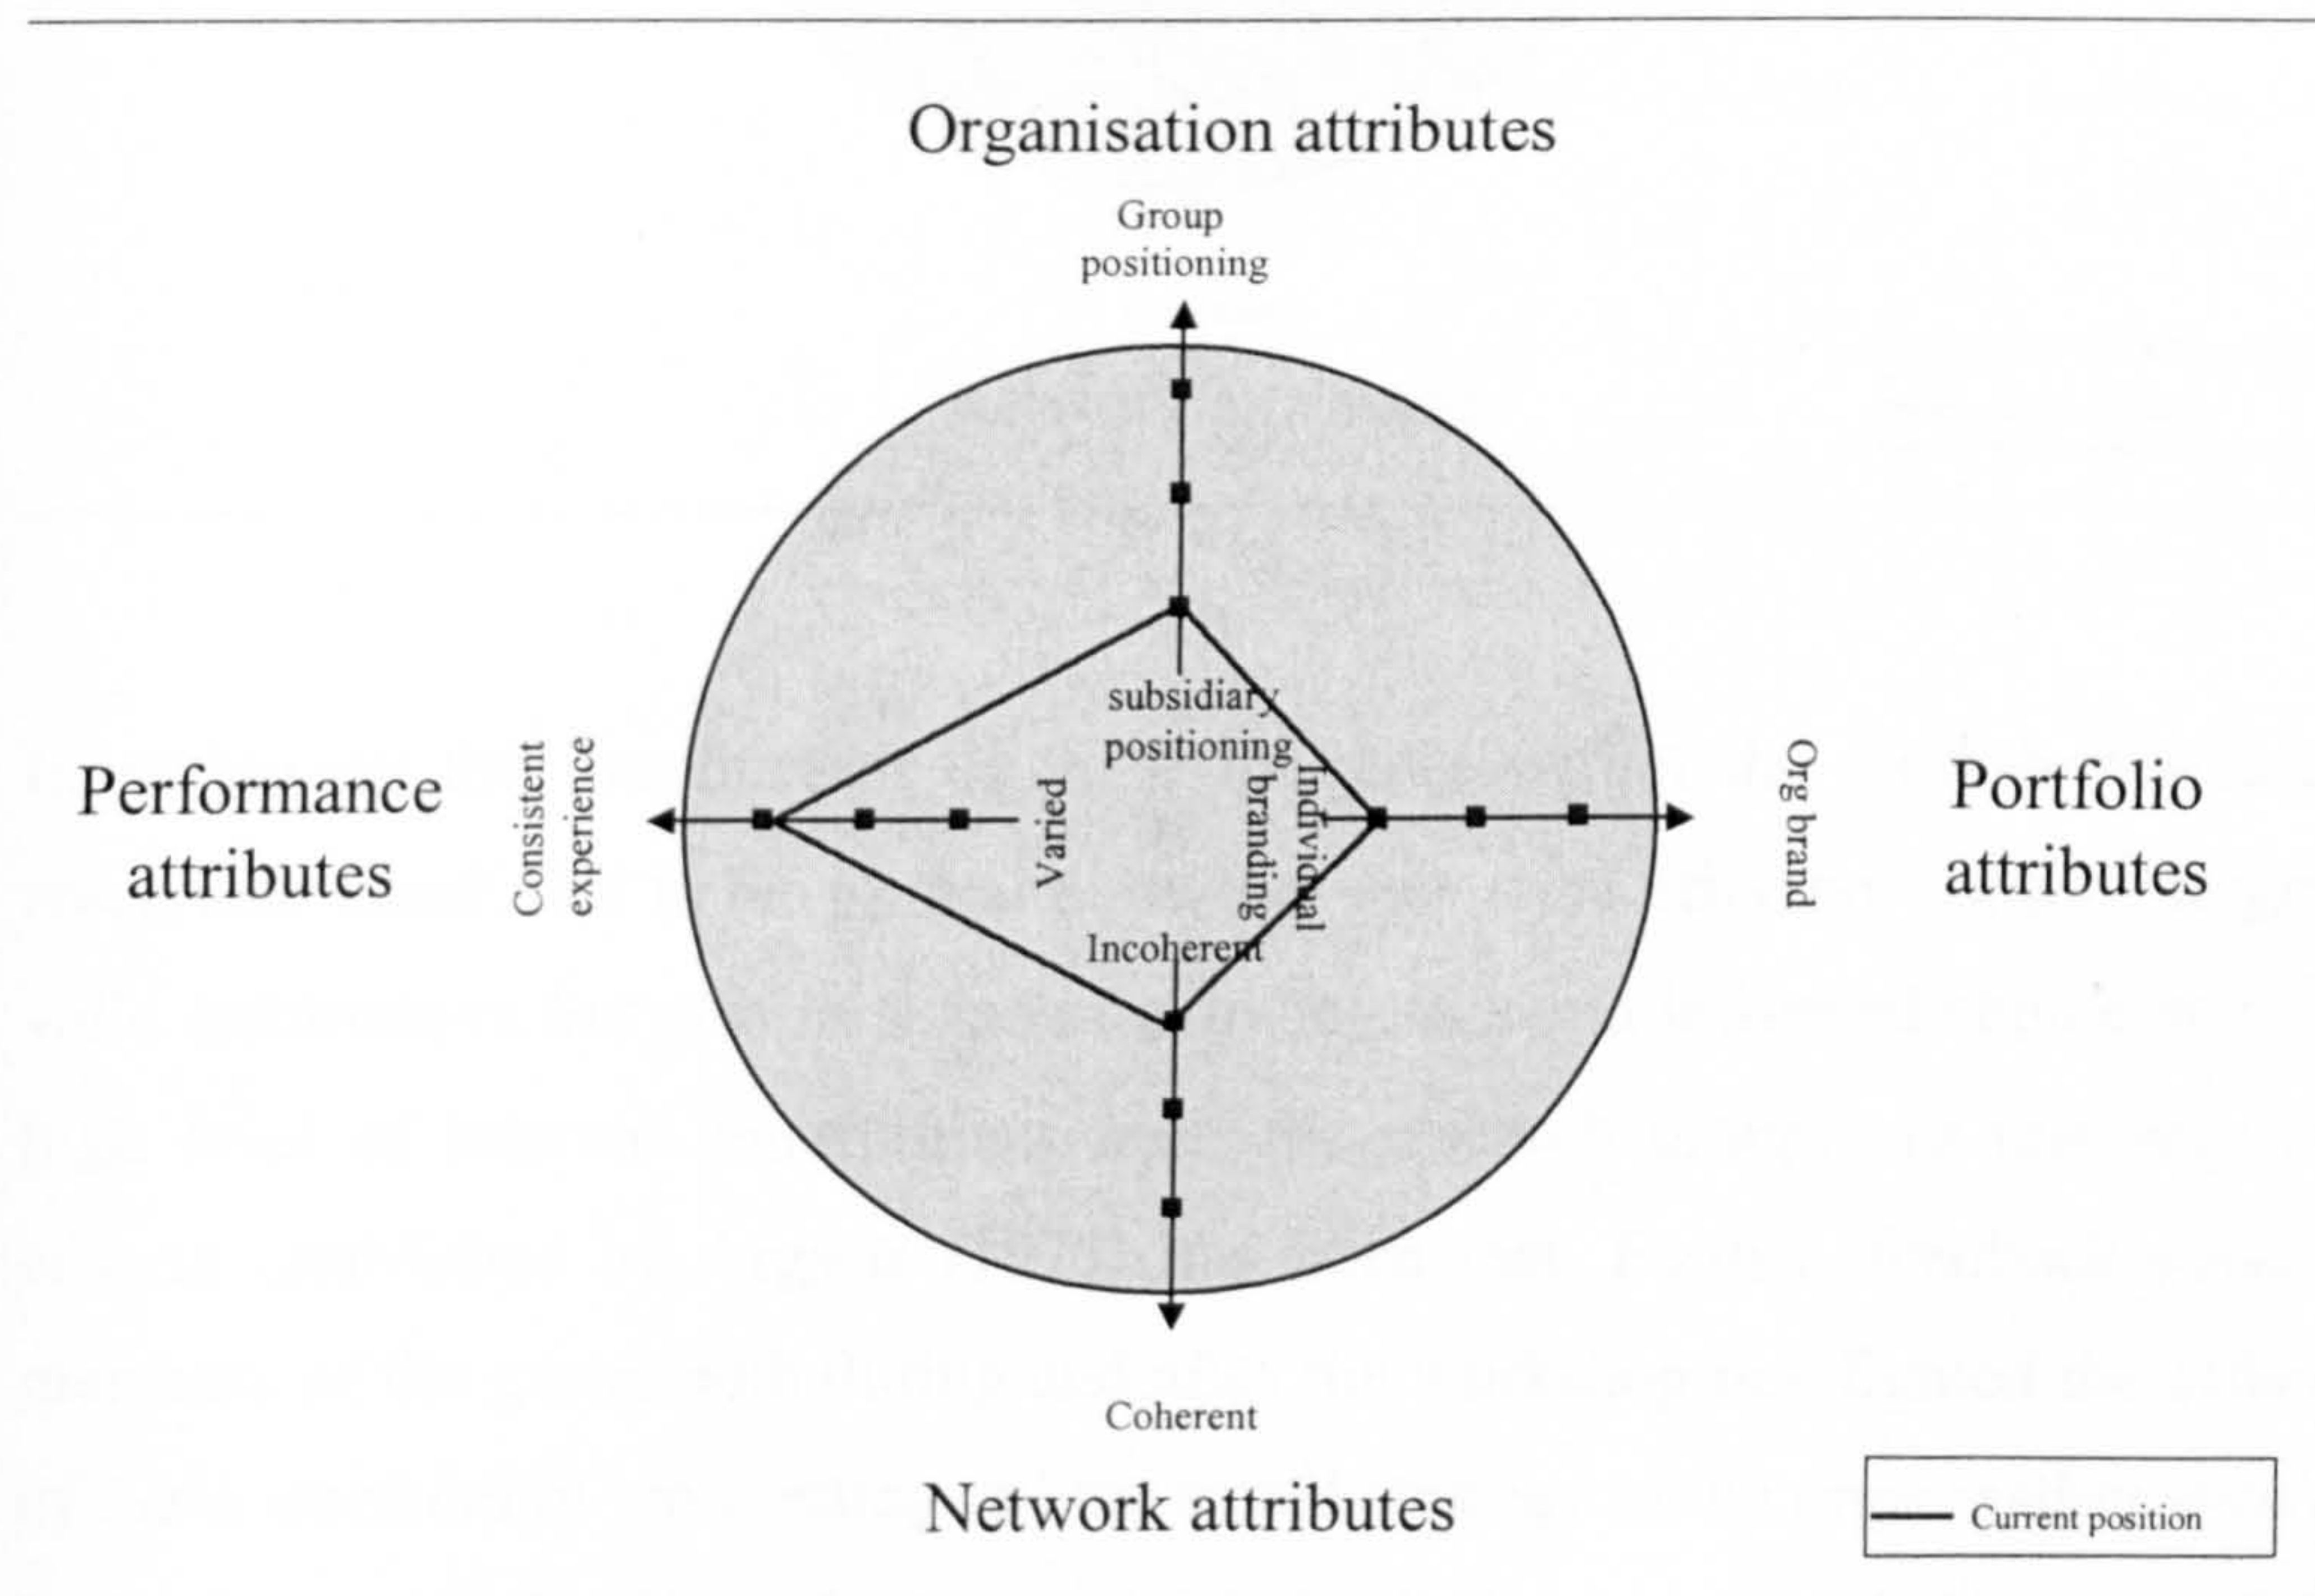 Organisation attributes
Group
positioning
subsidiary
positioning
Performance
attributes
Consistent
experience
Varied
Individual
branding
Org brand
Portfolio
attributes
Incoherent
Coherent
Network attributes
Current position